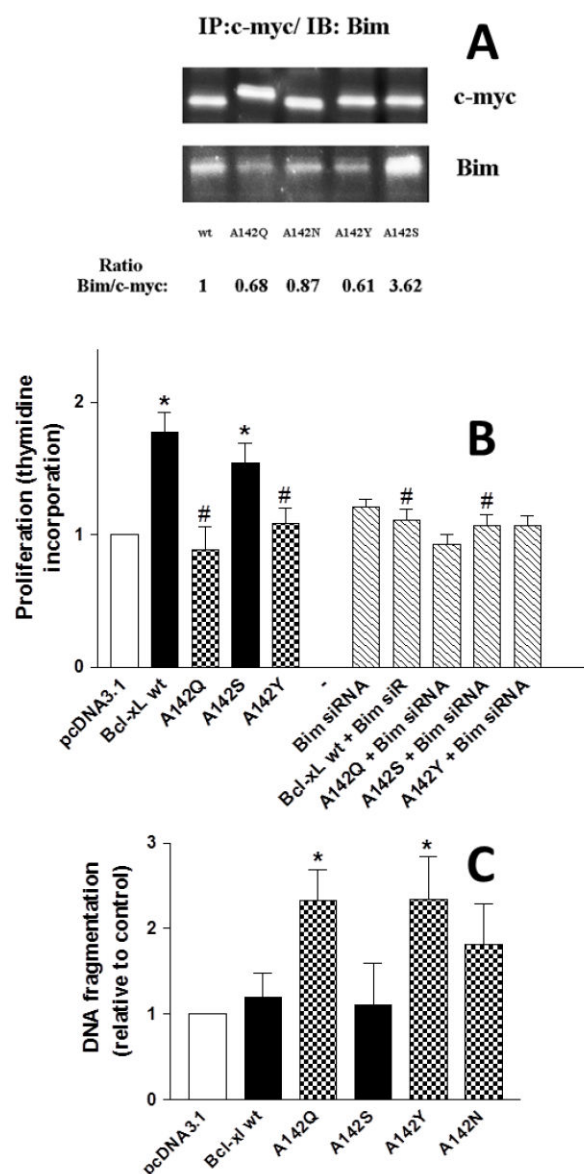 IP:c-myc/ IB: Bim
A
c-myc
Bim
wt A142Q A142N A142Y A142S
Ratio
Bim/c-myc: 1 0.68 0.87 0.61 3.62
B
Proliferation (thymidine
incorporation)
2
1
0
*
#
*
#
#
#
pcDNA3.1
Bcl-xL wt
A142Q
A142S
A142Y
-
Bim siRNA
Bcl-xL wt + Bim siR
A142Q + Bim siRNA
A142S + Bim siRNA
A142Y + Bim siRNA
C
DNA fragmentation
(relative to control)
3
2
1
0
*
*
pcDNA3.1
Bcl-xl wt
A142Q
A142S
A142Y
A142N